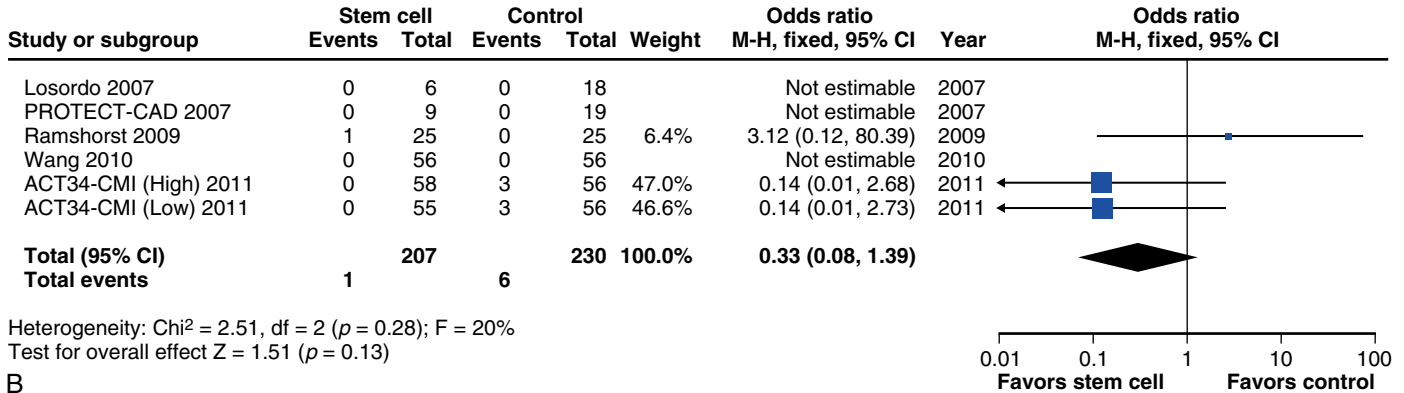 Stem cell Control Odds ratio Odds ratio
Study or subgroup Events Total Events Total Weight M-H, fixed, 95% CI Year M-H, fixed, 95% CI
Losordo 2007 0 6 0 18 Not estimable 2007
PROTECT-CAD 2007 0 9 0 19 Not estimable 2007
Ramshorst 2009 1 25 0 25 6.4% 3.12 (0.12, 80.39) 2009
Wang 2010 0 56 0 56 Not estimable 2010
ACT34-CMI (High) 2011 0 58 3 56 47.0% 0.14 (0.01, 2.68) 2011
ACT34-CMI (Low) 2011 0 55 3 56 46.6% 0.14 (0.01, 2.73) 2011
Total (95% CI) 207 230 100.0% 0.33 (0.08, 1.39)
Total events 1 6
Heterogeneity: Chi² = 2.51, df = 2 (p = 0.28); F = 20%
Test for overall effect Z = 1.51 (p = 0.13)
0.01 0.1 1 10 100
Favors stem cell Favors control
B